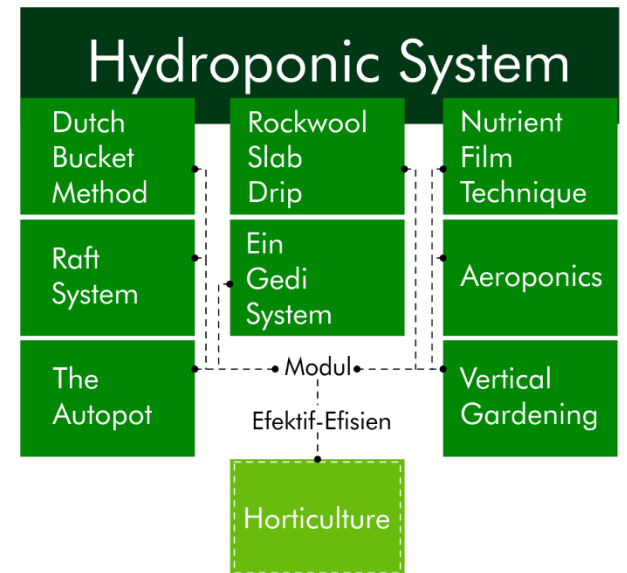 Hydroponic System
Dutch
Bucket
Method
Rockwool
Slab
Drip
Nutrient
Film
Technique
Raft
System
Ein
Gedi
System
Aeroponics
The
Autopot
Modul
Vertical
Gardening
Efektif-Efisien
Horticulture